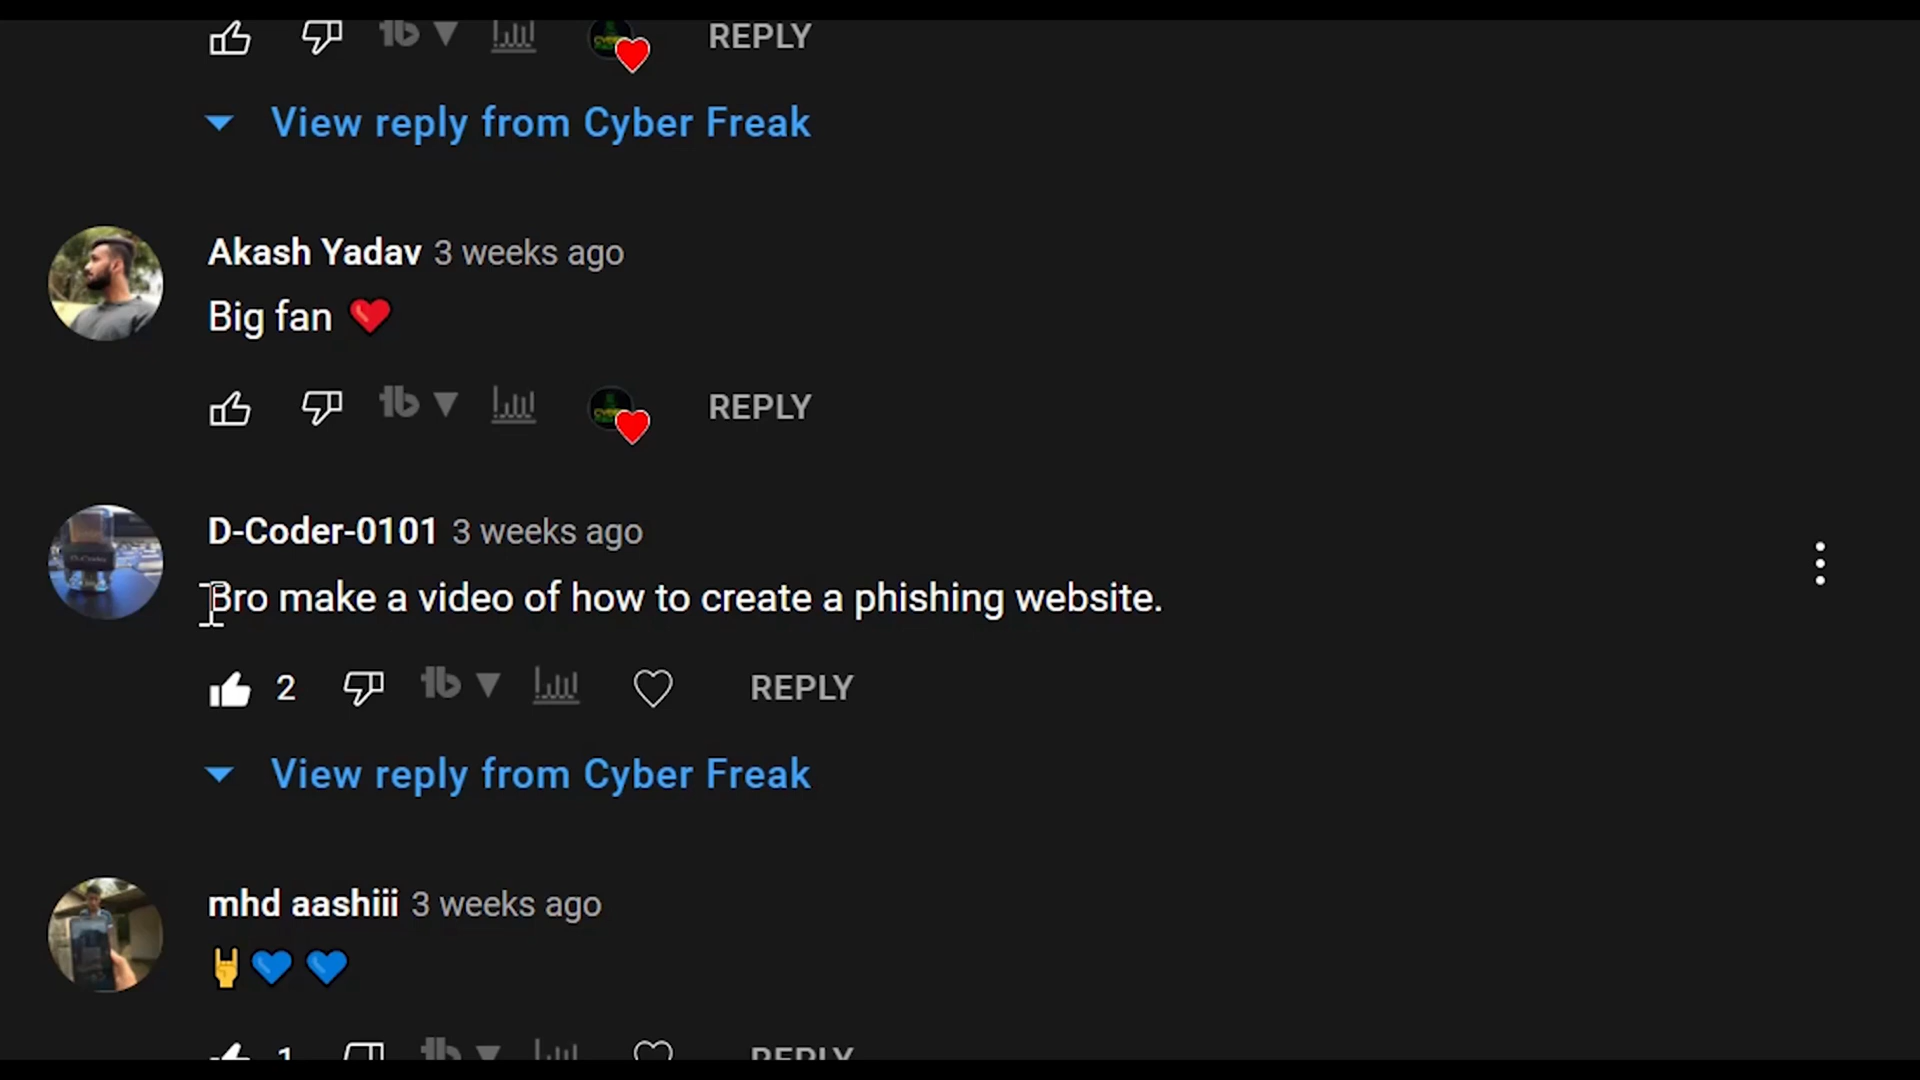 REPLY
View reply from Cyber Freak
Akash Yadav 3 weeks ago
Big fan ❤️
REPLY
D-Coder-0101 3 weeks ago
Bro make a video of how to create a phishing website.
2 REPLY
View reply from Cyber Freak
mhd aashiii 3 weeks ago
🤘💙 💙
1 REPLY